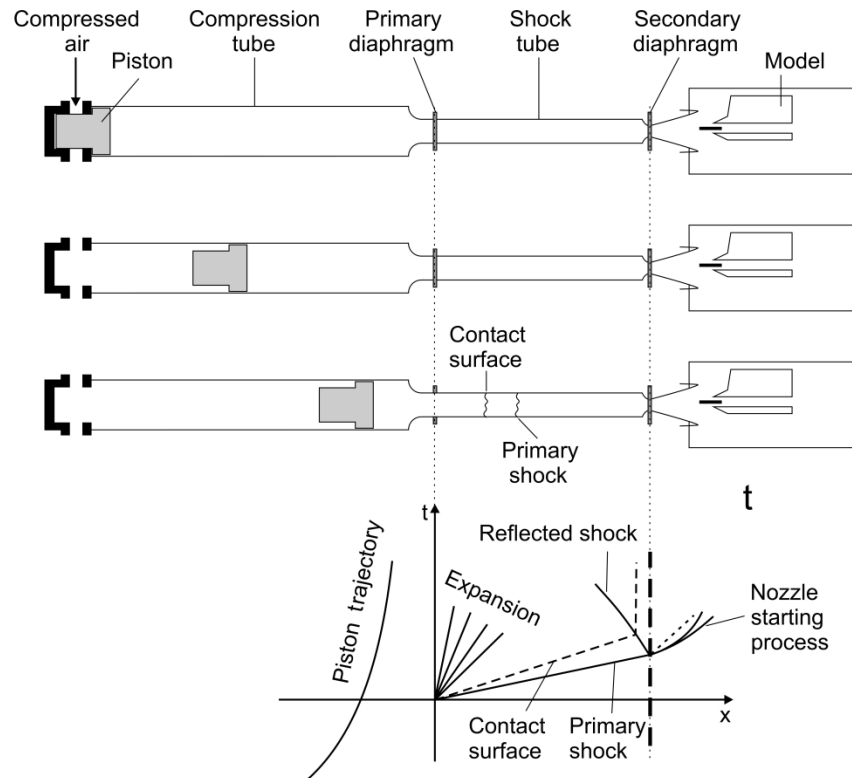 Compressed
air
Piston
Compression
tube
Primary
diaphragm
Shock
tube
Secondary
diaphragm
Model
Contact
surface
Primary
shock
t
t
Reflected shock
Expansion
Piston trajectory
Nozzle
starting
process
x
Contact
surface
Primary
shock